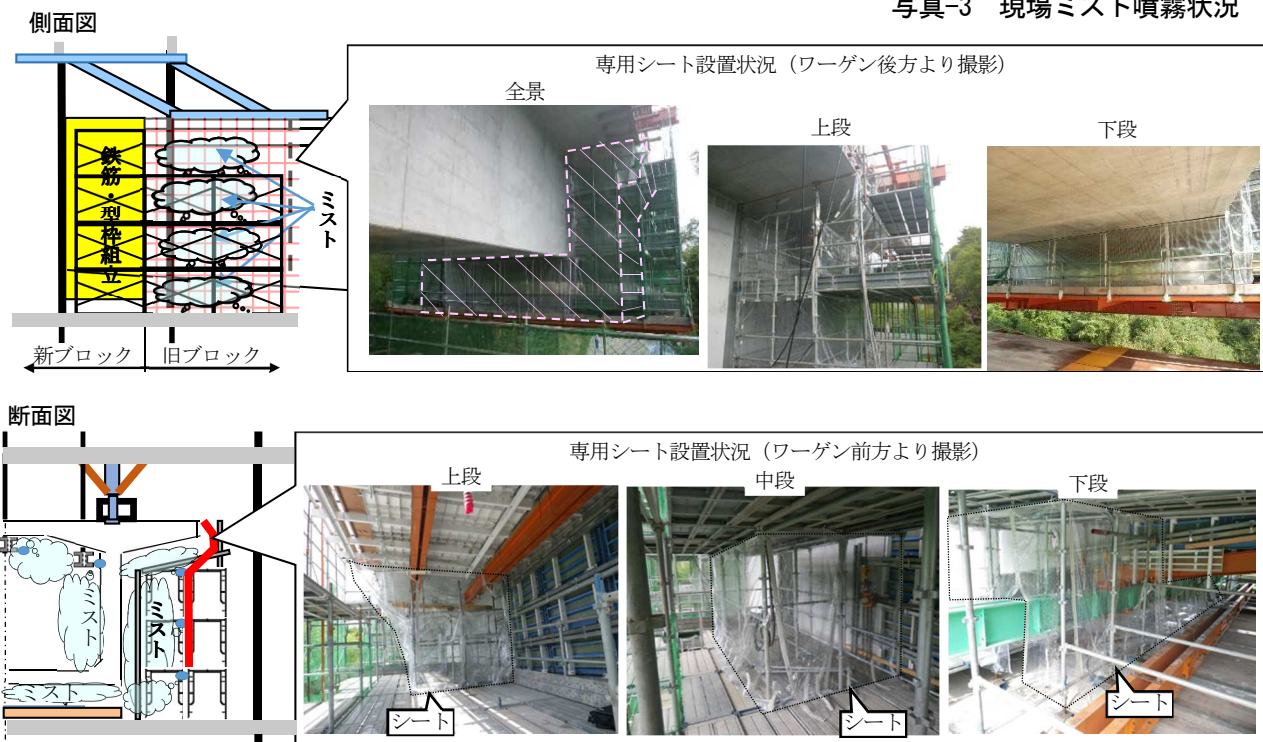 写真-3 現場ミスト噴霧状況
側面図
専用シート設置状況（ワーゲン後方より撮影）
全景
上段
下段
鉄筋・型枠組立
ミスト
新ブロック
旧ブロック
断面図
専用シート設置状況（ワーゲン前方より撮影）
上段
中段
下段
ミスト
ミスト
ミスト
シート
シート
シート